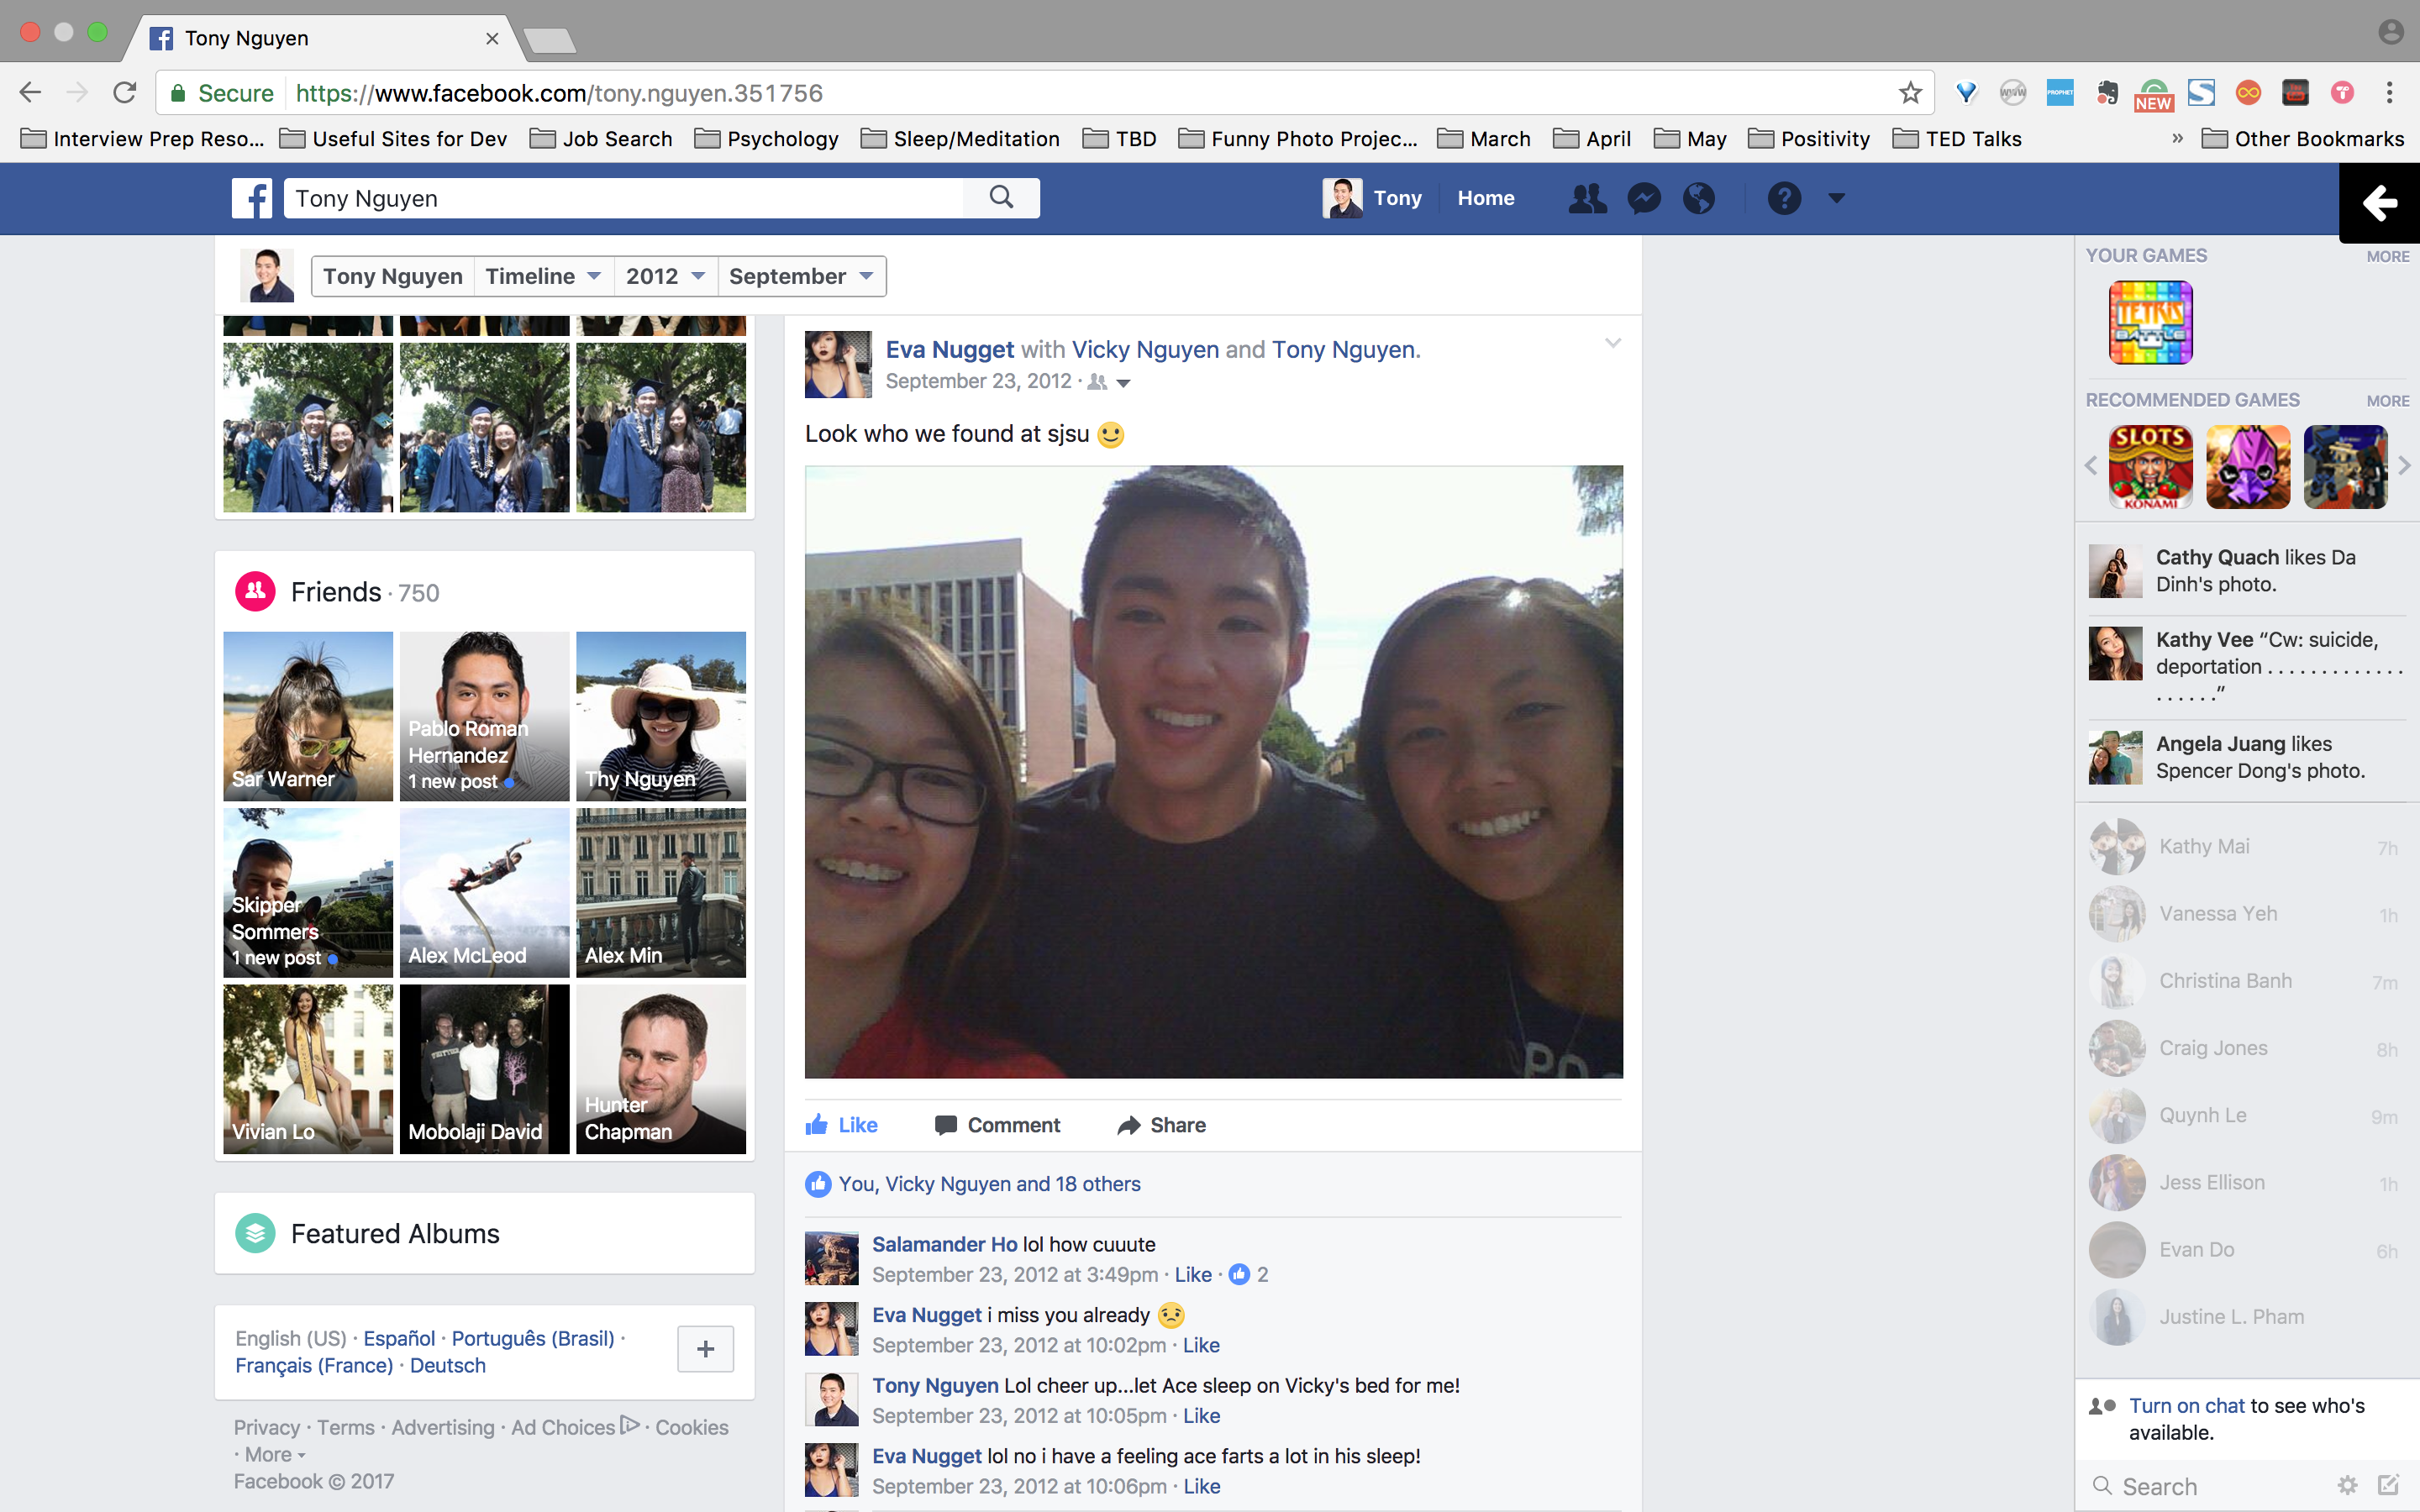 Tony Nguyen
Secure https://www.facebook.com/tony.nguyen.351756
NEW
PROPHET
Interview Prep Reso... Useful Sites for Dev Job Search Psychology Sleep/Meditation TBD Funny Photo Projec... March April May Positivity TED Talks » Other Bookmarks
Tony Nguyen
Tony Home
Tony Nguyen Timeline 2012 September
Eva Nugget with Vicky Nguyen and Tony Nguyen.
September 23, 2012 ·
Look who we found at sjsu
Friends · 750
Sar Warner
Pablo Roman
Hernandez
1 new post
Thy Nguyen
Skipper
Sommers
1 new post
Alex McLeod
Alex Min
Vivian Lo
Mobolaji David
Hunter
Chapman
Featured Albums
English (US) · Español · Português (Brasil) ·
Français (France) · Deutsch
+
Privacy · Terms · Advertising · Ad Choices · Cookies
· More
Facebook © 2017
Like Comment Share
You, Vicky Nguyen and 18 others
Salamander Ho lol how cuuute
September 23, 2012 at 3:49pm · Like · 2
Eva Nugget i miss you already
September 23, 2012 at 10:02pm · Like
Tony Nguyen Lol cheer up...let Ace sleep on Vicky's bed for me!
September 23, 2012 at 10:05pm · Like
Eva Nugget lol no i have a feeling ace farts a lot in his sleep!
September 23, 2012 at 10:06pm · Like
YOUR GAMES MORE
TETRIS
BATTLE
RECOMMENDED GAMES MORE
SLOTS
KONAMI
Cathy Quach likes Da
Dinh's photo.
Kathy Vee “Cw: suicide,
deportation . . . . . . . . . . . . .
. . . . . .”
Angela Juang likes
Spencer Dong's photo.
Kathy Mai 7h
Vanessa Yeh 1h
Christina Banh 7m
Craig Jones 8h
Quynh Le 9m
Jess Ellison 1h
Evan Do 6h
Justine L. Pham
Turn on chat to see who's
available.
Search